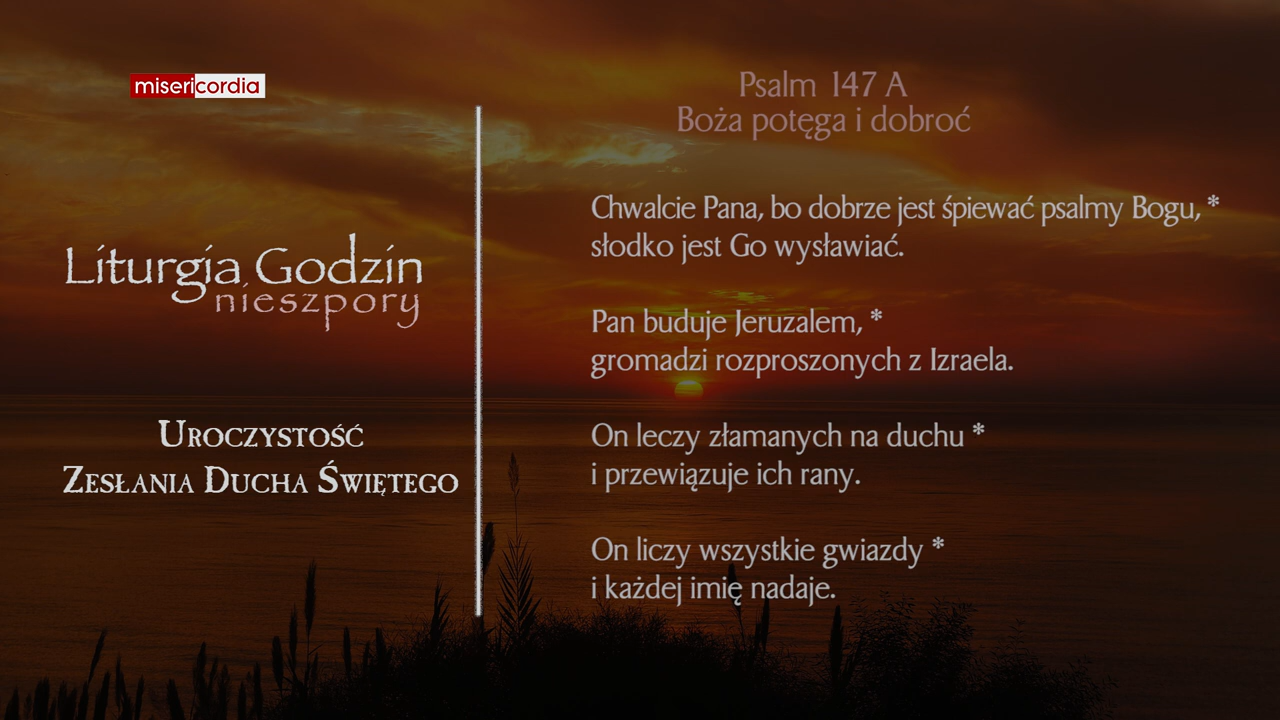 misericordia
Liturgia Godzin
nieszpory
Uroczystość
Zesłania Ducha Świętego
Psalm 147 A
Boża potęga i dobroć
Chwalcie Pana, bo dobrze jest śpiewać psalmy Bogu, *
słodko jest Go wysławiać.
Pan buduje Jeruzalem, *
gromadzi rozproszonych z Izraela.
On leczy złamanych na duchu *
i przewiązuje ich rany.
On liczy wszystkie gwiazdy *
i każdej imię nadaje.